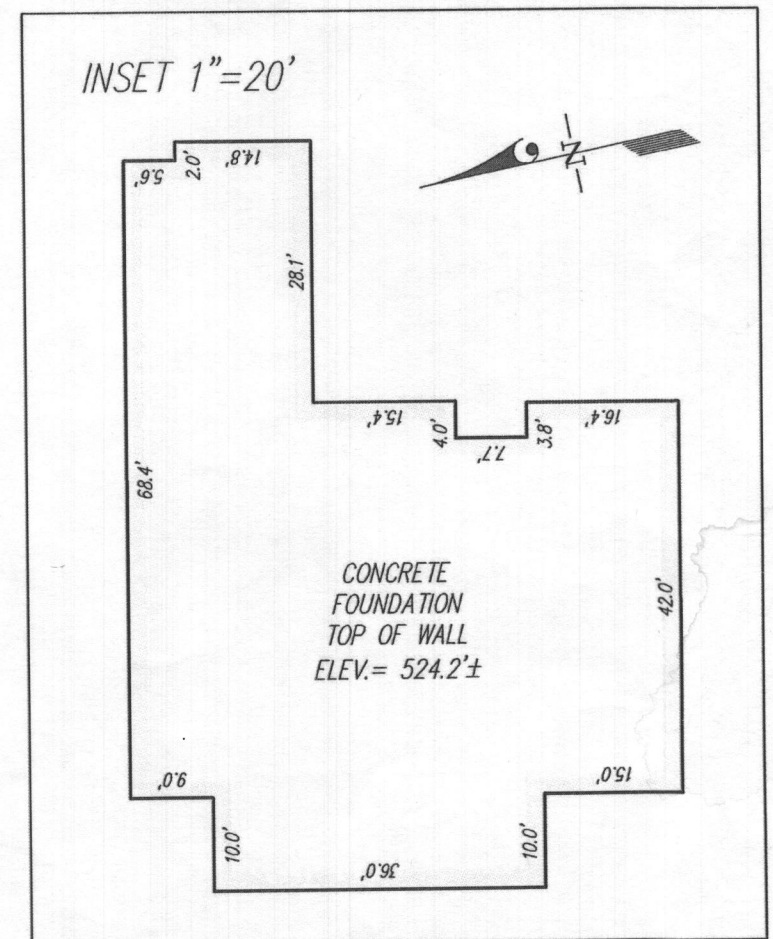 INSET 1"=20'
N
5.6'
2.0'
14.8'
28.1'
15.4'
4.0'
7.7'
3.8'
16.4'
68.4'
CONCRETE
FOUNDATION
TOP OF WALL
ELEV.= 524.2'±
42.0'
9.0'
10.0'
36.0'
10.0'
15.0'